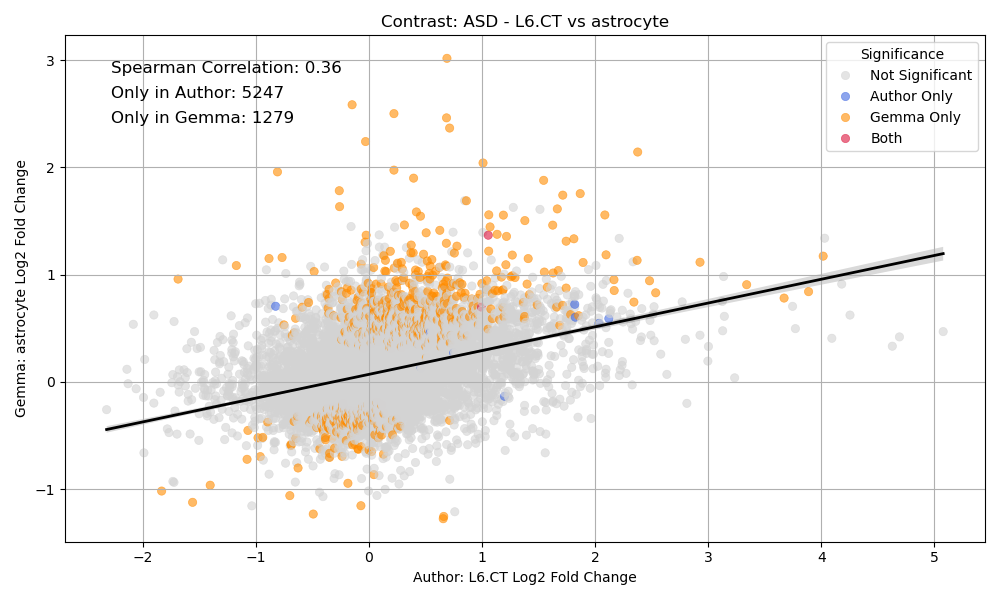 Contrast: ASD - L6.CT vs astrocyte
Spearman Correlation: 0.36
Only in Author: 5247
Only in Gemma: 1279
Significance
Not Significant
Author Only
Gemma Only
Both
Gemma: astrocyte Log2 Fold Change
3
2
1
0
−1
−2
−1
0
1
2
3
4
5
Author: L6.CT Log2 Fold Change